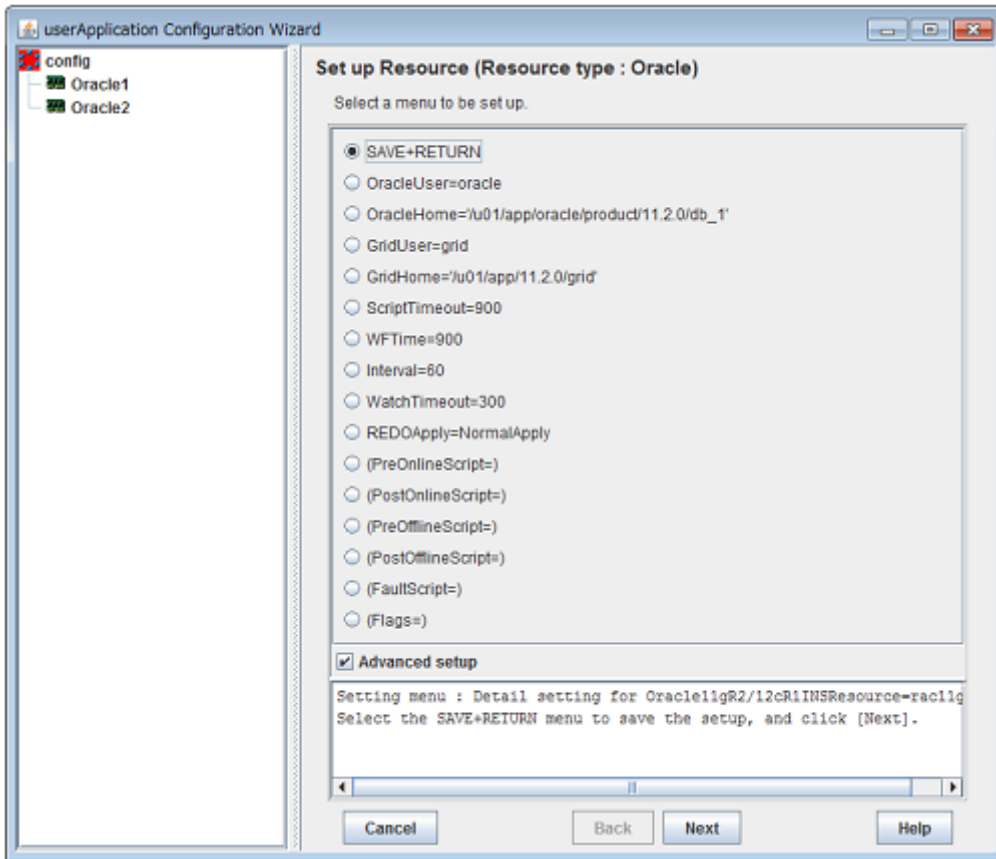 userApplication Configuration Wizard
config
Oracle1
Oracle2
Set up Resource (Resource type : Oracle)
Select a menu to be set up.
SAVE+RETURN
OracleUser=oracle
OracleHome='/u01/app/oracle/product/11.2.0/db_1'
GridUser=grid
GridHome='/u01/app/11.2.0/grid'
ScriptTimeout=900
WFTime=900
Interval=60
WatchTimeout=300
REDOApply=NormalApply
(PreOnlineScript=)
(PostOnlineScript=)
(PreOfflineScript=)
(PostOfflineScript=)
(FaultScript=)
(Flags=)
Advanced setup
Setting menu : Detail setting for Oracle11gR2/12cR1INSResource=rac11g
Select the SAVE+RETURN menu to save the setup, and click [Next].
Cancel
Back
Next
Help